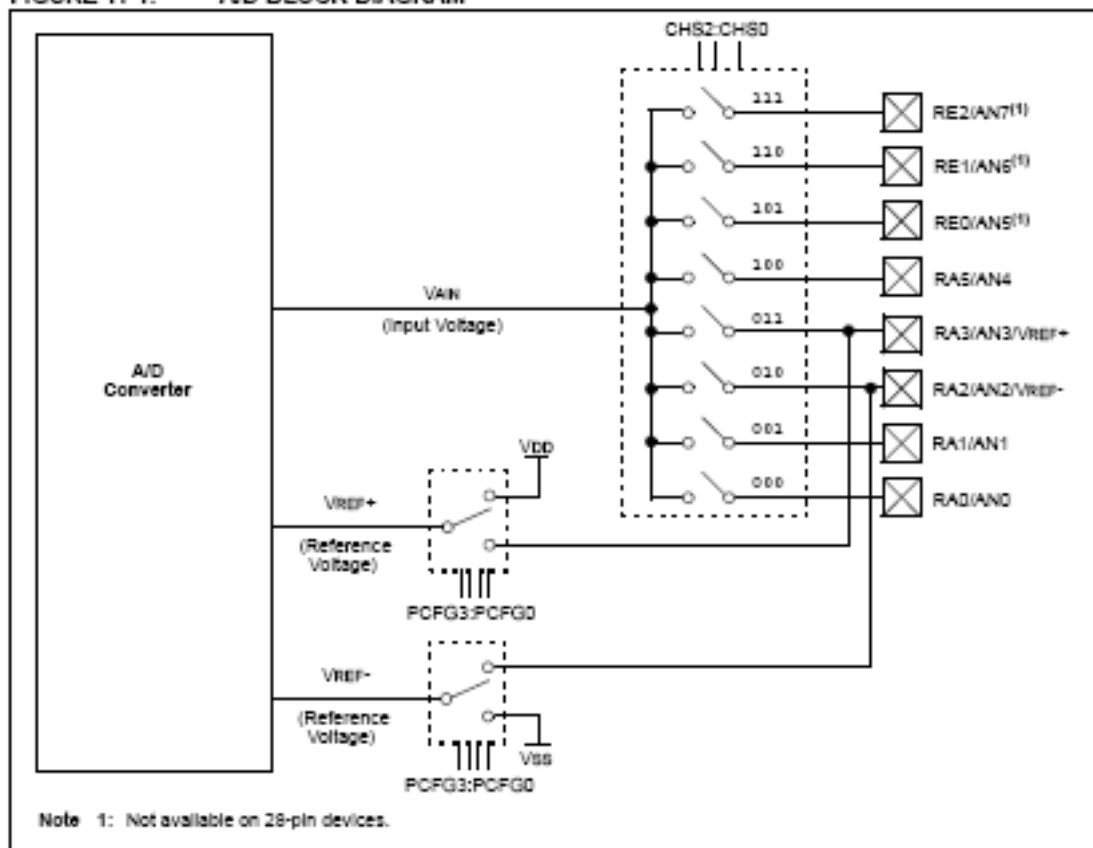 CHS2:CHS0
111
RE2/AN7(1)
110
RE1/AN6(1)
101
RE0/AN5(1)
100
RA5/AN4
VAIN
(Input Voltage)
011
RA3/AN3/VREF+
A/D
Converter
010
RA2/AN2/VREF-
001
RA1/AN1
VDD
000
RA0/AN0
VREF+
(Reference
Voltage)
PCFG3:PCFG0
VREF-
(Reference
Voltage)
VSS
PCFG3:PCFG0
Note 1: Not available on 28-pin devices.